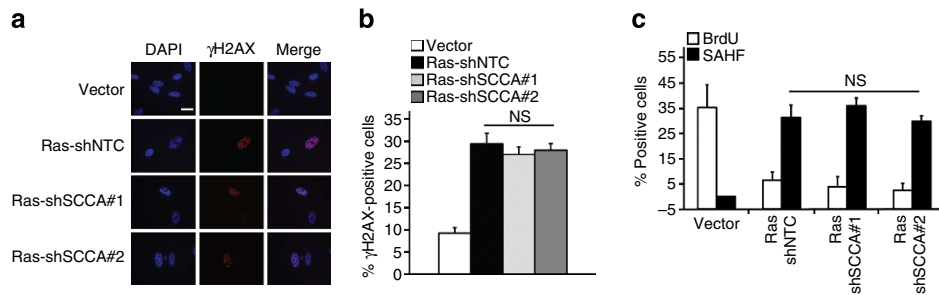 a
DAPI γH2AX Merge
Vector
Ras-shNTC
Ras-shSCCA#1
Ras-shSCCA#2
b
Vector
Ras-shNTC
Ras-shSCCA#1
Ras-shSCCA#2
NS
% γH2AX-positive cells
35
30
25
20
15
10
5
0
c
BrdU
SAHF
NS
% Positive cells
55
45
35
25
15
5
−5
Vector
Ras
shNTC
Ras
shSCCA#1
Ras
shSCCA#2